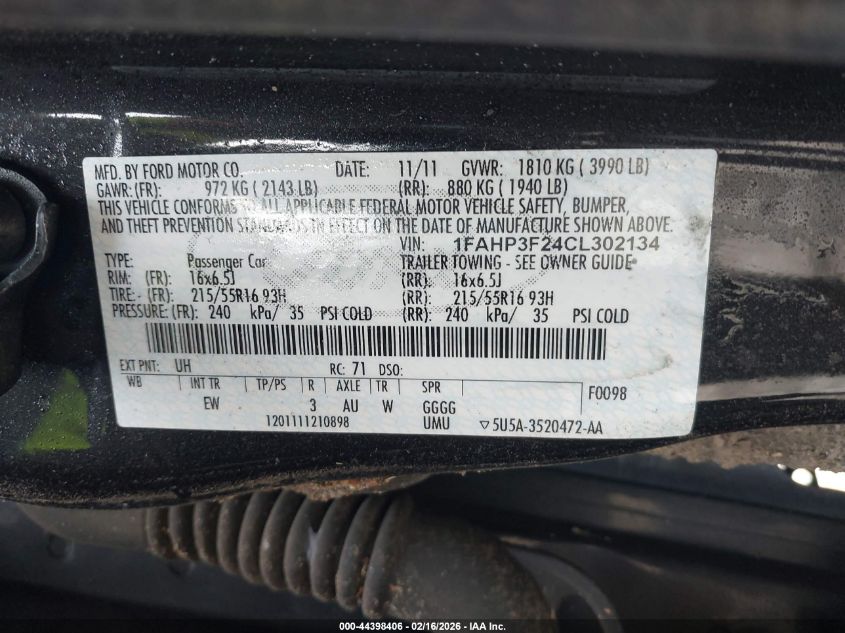 MFD. BY FORD MOTOR CO. DATE: 11/11 GVWR: 1810 KG ( 3990 LB)
GAWR: (FR): 972 KG ( 2143 LB) (RR): 880 KG ( 1940 LB)
THIS VEHICLE CONFORMS TO ALL APPLICABLE FEDERAL MOTOR VEHICLE SAFETY, BUMPER,
AND THEFT PREVENTION STANDARDS IN EFFECT ON THE DATE OF MANUFACTURE SHOWN ABOVE.
VIN: 1FAHP3F24CL302134
TYPE: Passenger Car TRAILER TOWING - SEE OWNER GUIDE
RIM: (FR): 16x6.5J (RR): 16x6.5J
TIRE: (FR): 215/55R16 93H (RR): 215/55R16 93H
PRESSURE: (FR): 240 kPa/ 35 PSI COLD (RR): 240 kPa/ 35 PSI COLD
EXT PNT: UH RC: 71 DSO:
WB INT TR TP/PS R AXLE TR SPR F0098
EW 3 AU W GGGG
1201111210898 UMU ▽5U5A-3520472-AA
000-44398406 - 02/16/2026 - IAA, Inc.